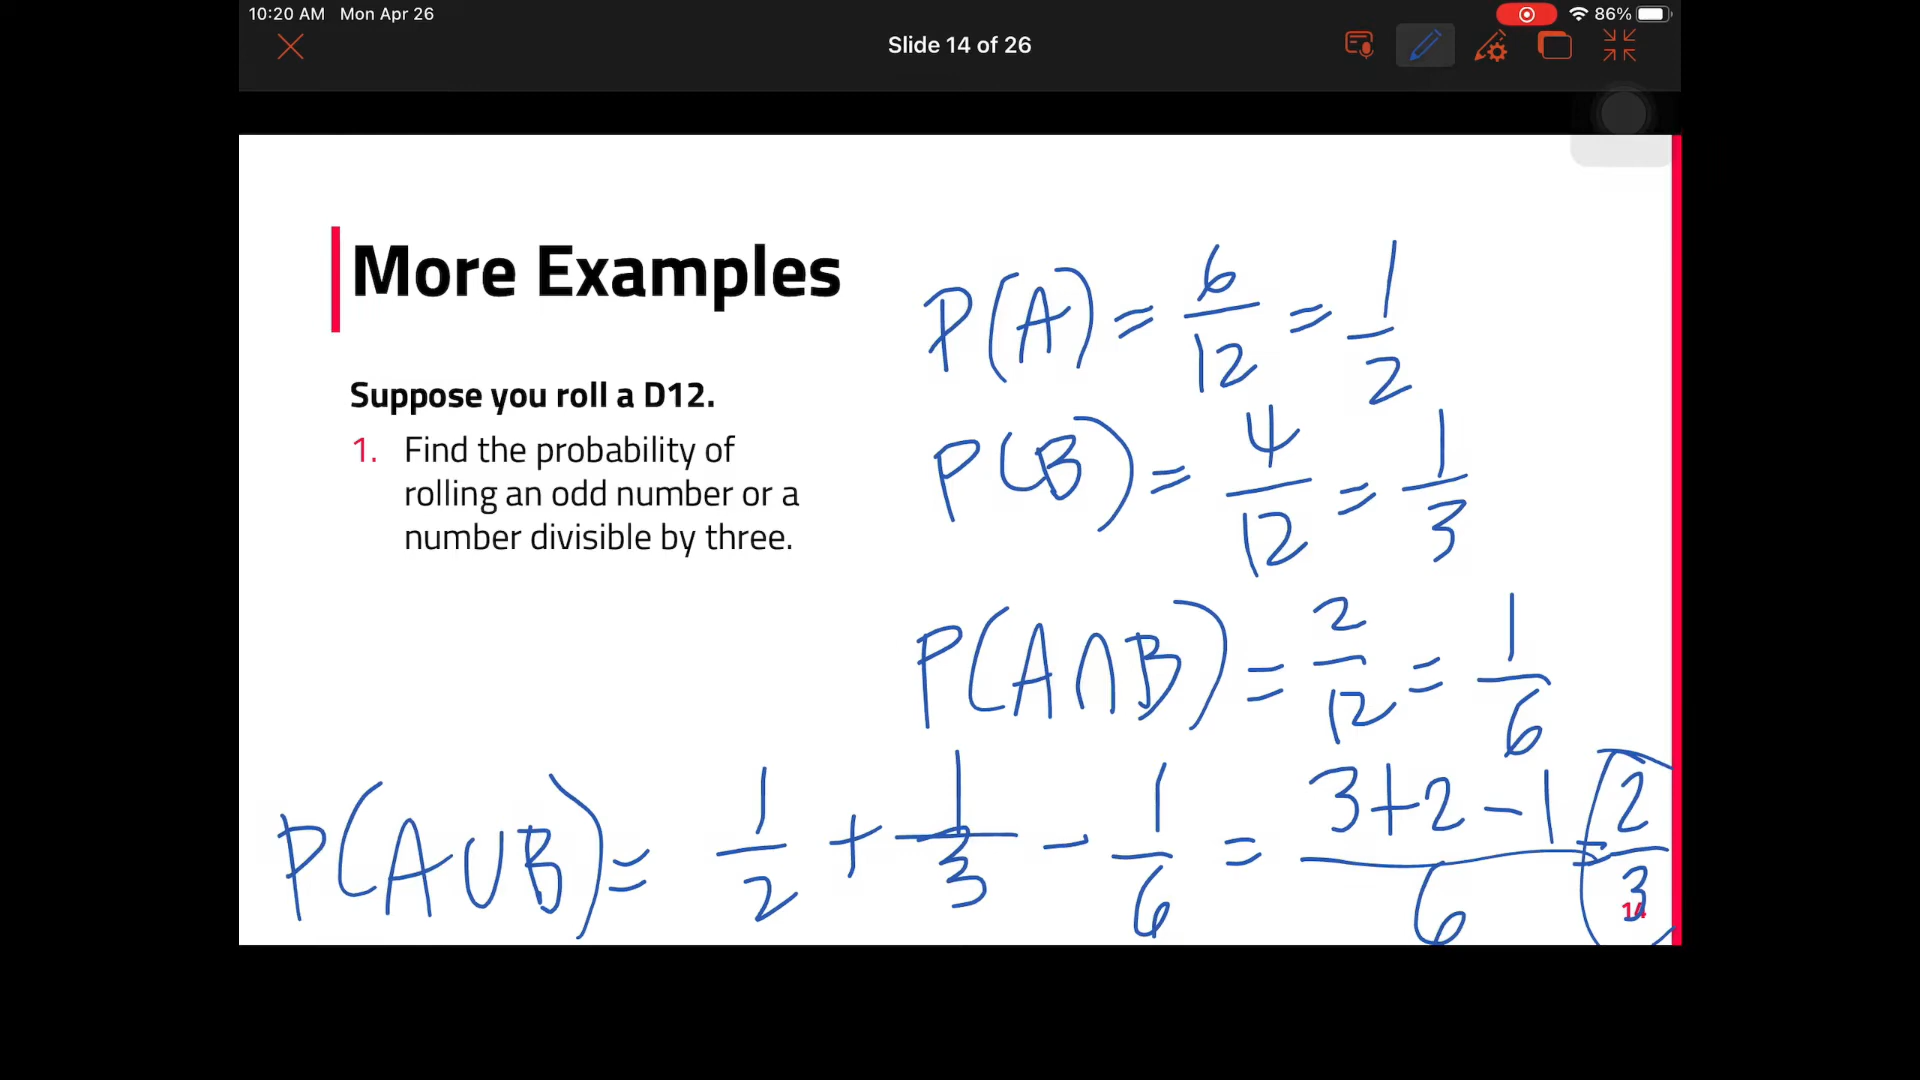 10:20 AM Mon Apr 26
86%
Slide 14 of 26
More Examples
Suppose you roll a D12.
1. Find the probability of
rolling an odd number or a
number divisible by three.
P(A) = 6/12 = 1/2
P(B) = 4/12 = 1/3
P(A∩B) = 2/12 = 1/6
P(A∪B) = 1/2 + 1/3 - 1/6 = 3+2-1/6 = 2/3
14